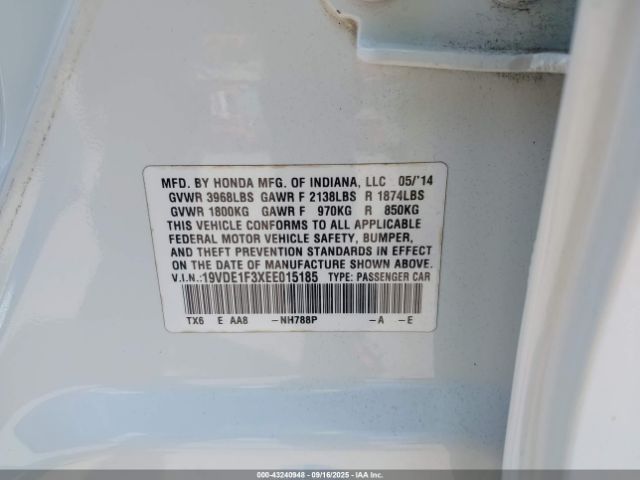 MFD. BY HONDA MFG. OF INDIANA, LLC 05/'14
GVWR 3968LBS GAWR F 2138LBS R 1874LBS
GVWR 1800KG GAWR F 970KG R 850KG
THIS VEHICLE CONFORMS TO ALL APPLICABLE
FEDERAL MOTOR VEHICLE SAFETY, BUMPER,
AND THEFT PREVENTION STANDARDS IN EFFECT
ON THE DATE OF MANUFACTURE SHOWN ABOVE.
V.I.N.:19VDE1F3XEE015185 TYPE: PASSENGER CAR
TX6 E AA8 -NH788P -A -E
000-43240948 - 09/16/2025 - IAA Inc.